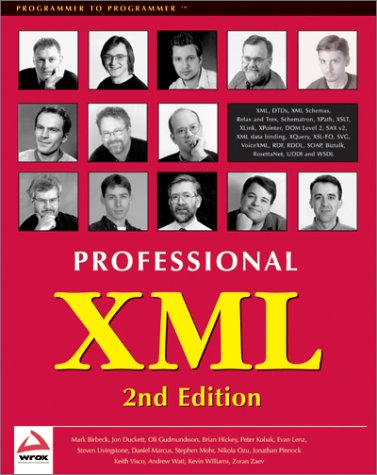 PROGRAMMER TO PROGRAMMER ™
XML, DTDs, XML Schemas,
Relax and Trex, Schematron, XPath, XSLT,
XLink, XPointer, DOM Level 2, SAX v2,
XML data binding, XQuery, XSL-FO, SVG,
VoiceXML, RDF, RDDL, SOAP, Biztalk,
RosettaNet, UDDI and WSDL
PROFESSIONAL
XML
2nd Edition
Mark Birbeck, Jon Duckett, Oli Gudmundsson, Brian Hickey, Peter Kobak, Evan Lenz,
Steven Livingstone, Daniel Marcus, Stephen Mohr, Nikola Ozu, Jonathan Pinnock
Keith Visco, Andrew Watt, Kevin Williams, Zoran Zaev
wrox